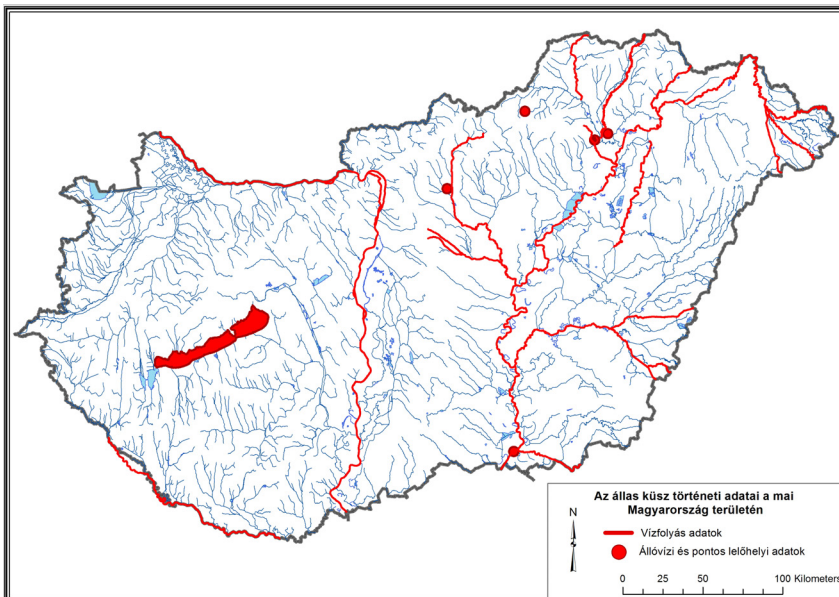 Az állas küsz történeti adatai a mai
Magyarország területén
N
Vízfolyás adatok
Állóvízi és pontos lelőhelyi adatok
0 25 50 100 Kilometers